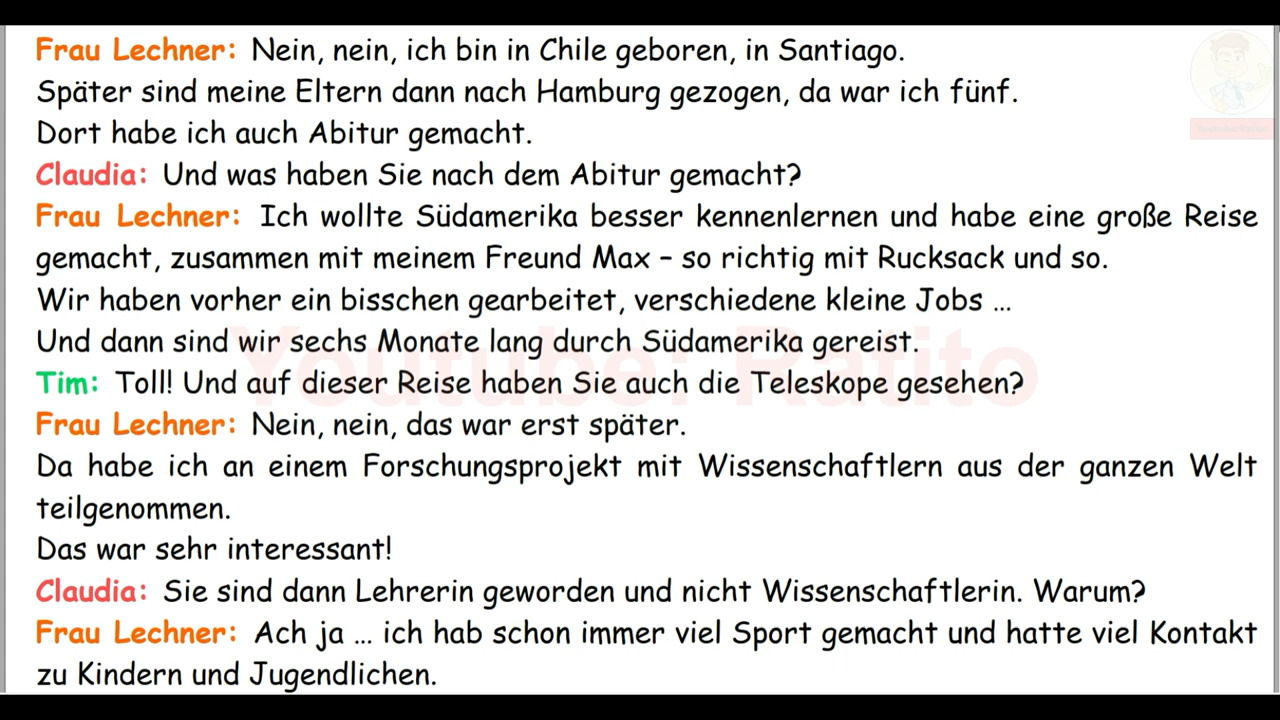 Frau Lechner: Nein, nein, ich bin in Chile geboren, in Santiago.
Später sind meine Eltern dann nach Hamburg gezogen, da war ich fünf.
Dort habe ich auch Abitur gemacht.
Claudia: Und was haben Sie nach dem Abitur gemacht?
Frau Lechner: Ich wollte Südamerika besser kennenlernen und habe eine große Reise
gemacht, zusammen mit meinem Freund Max – so richtig mit Rucksack und so.
Wir haben vorher ein bisschen gearbeitet, verschiedene kleine Jobs ...
Und dann sind wir sechs Monate lang durch Südamerika gereist.
Youtube: Ratito
Tim: Toll! Und auf dieser Reise haben Sie auch die Teleskope gesehen?
Frau Lechner: Nein, nein, das war erst später.
Da habe ich an einem Forschungsprojekt mit Wissenschaftlern aus der ganzen Welt
teilgenommen.
Das war sehr interessant!
Claudia: Sie sind dann Lehrerin geworden und nicht Wissenschaftlerin. Warum?
Frau Lechner: Ach ja ... ich hab schon immer viel Sport gemacht und hatte viel Kontakt
zu Kindern und Jugendlichen.